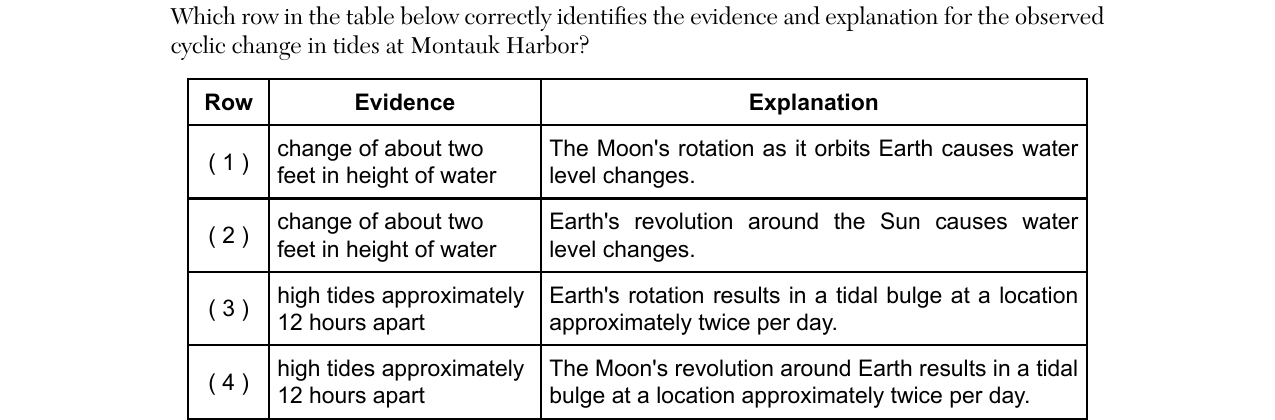 Which row in the table below correctly identifies the evidence and explanation for the observed
cyclic change in tides at Montauk Harbor?
Row Evidence Explanation
( 1 ) change of about two feet in height of water The Moon's rotation as it orbits Earth causes water level changes.
( 2 ) change of about two feet in height of water Earth's revolution around the Sun causes water level changes.
( 3 ) high tides approximately 12 hours apart Earth's rotation results in a tidal bulge at a location approximately twice per day.
( 4 ) high tides approximately 12 hours apart The Moon's revolution around Earth results in a tidal bulge at a location approximately twice per day.